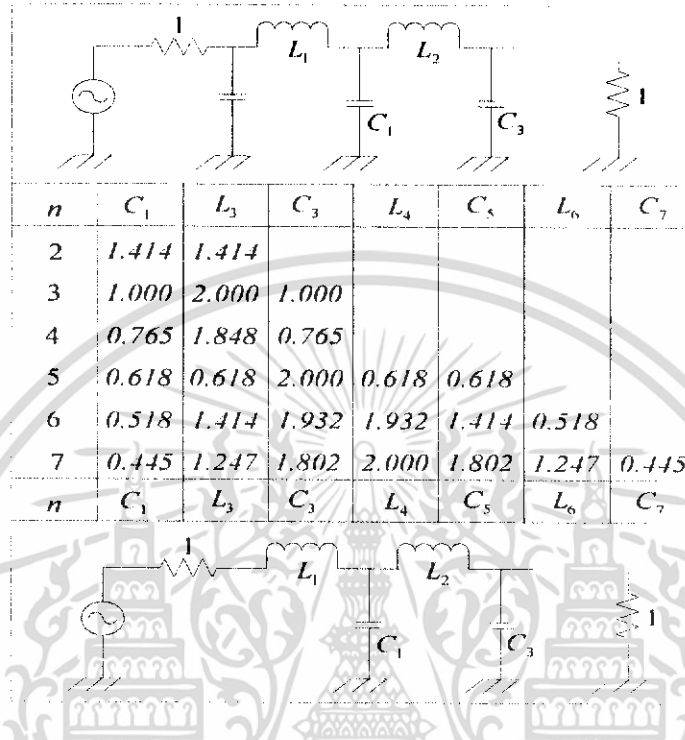 1
L₁ L₂
C₁ C₃ 1
n C₁ L₃ C₃ L₄ C₅ L₆ C₇
2 1.414 1.414
3 1.000 2.000 1.000
4 0.765 1.848 0.765
5 0.618 0.618 2.000 0.618 0.618
6 0.518 1.414 1.932 1.932 1.414 0.518
7 0.445 1.247 1.802 2.000 1.802 1.247 0.445
n C₁ L₃ C₃ L₄ C₅ L₆ C₇
1
L₁ L₂
C₁ C₃ 1